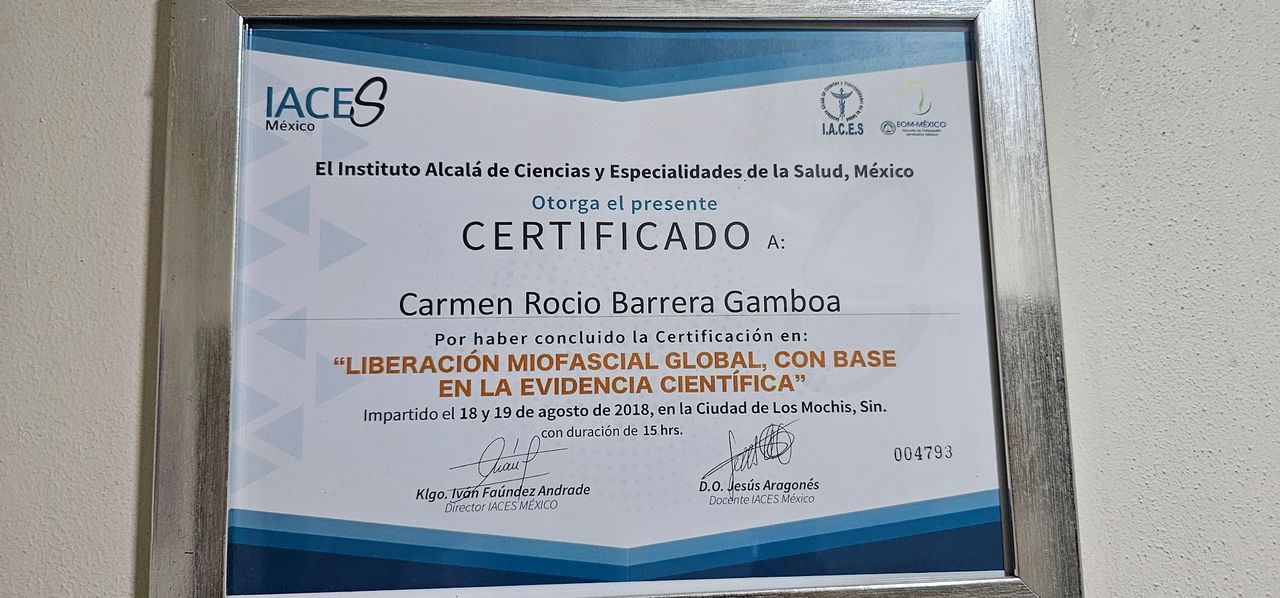 IACES
México
I.A.C.E.S
EOM-MÉXICO
El Instituto Alcalá de Ciencias y Especialidades de la Salud, México
Otorga el presente
CERTIFICADO A:
Carmen Rocio Barrera Gamboa
Por haber concluido la Certificación en:
“LIBERACIÓN MIOFASCIAL GLOBAL, CON BASE
EN LA EVIDENCIA CIENTÍFICA”
Impartido el 18 y 19 de agosto de 2018, en la Ciudad de Los Mochis, Sin.
con duración de 15 hrs.
004793
Klgo. Iván Faúndez Andrade
Director IACES MÉXICO
D.O. Jesús Aragonés
Docente IACES México